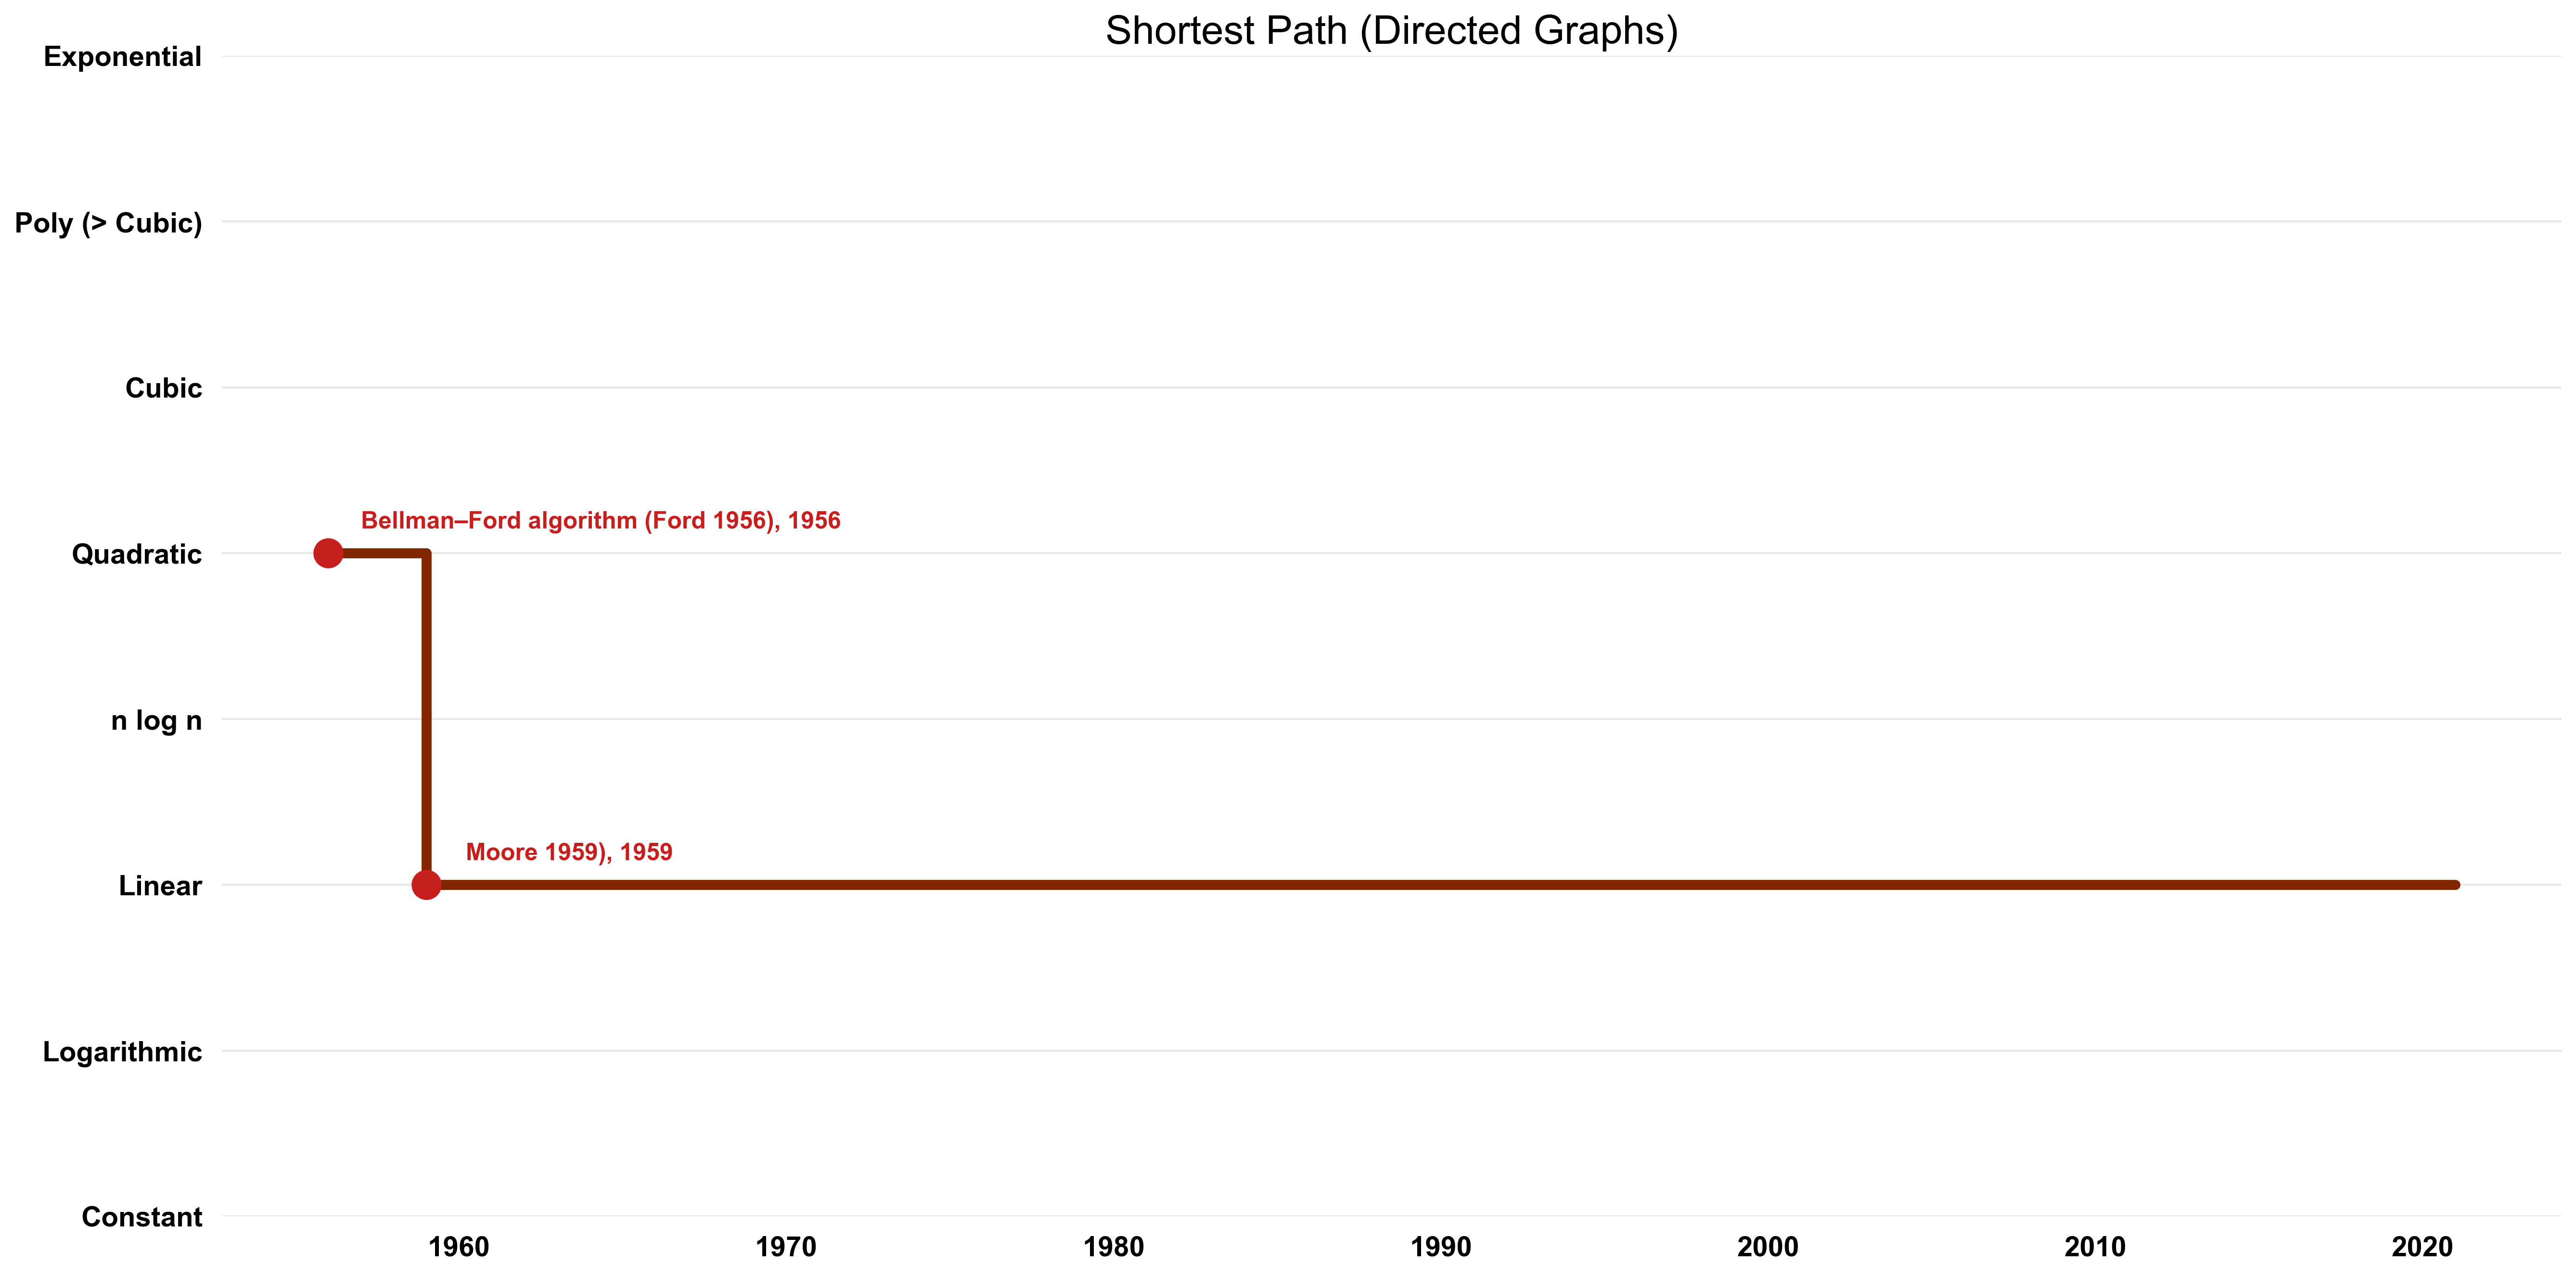 Shortest Path (Directed Graphs)
Exponential
Poly (> Cubic)
Cubic
Bellman–Ford algorithm (Ford 1956), 1956
Quadratic
n log n
Moore 1959), 1959
Linear
Logarithmic
Constant
1960 1970 1980 1990 2000 2010 2020